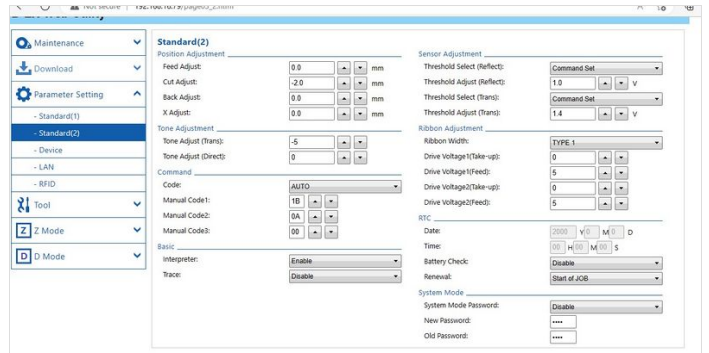 Not secure 192.168.10.79/page05_2.html
Maintenance
Download
Parameter Setting
- Standard(1)
- Standard(2)
- Device
- LAN
- RFID
Tool
Z Z Mode
D D Mode
Standard(2)
Position Adjustment
Feed Adjust: 0.0 mm
Cut Adjust: -2.0 mm
Back Adjust: 0.0 mm
X Adjust: 0.0 mm
Tone Adjustment
Tone Adjust (Trans): -5
Tone Adjust (Direct): 0
Command
Code: AUTO
Manual Code1: 1B
Manual Code2: 0A
Manual Code3: 00
Basic
Interpreter: Enable
Trace: Disable
Sensor Adjustment
Threshold Select (Reflect): Command Set
Threshold Adjust (Reflect): 1.0 V
Threshold Select (Trans): Command Set
Threshold Adjust (Trans): 1.4 V
Ribbon Adjustment
Ribbon Width: TYPE 1
Drive Voltage1(Take-up): 0
Drive Voltage1(Feed): 5
Drive Voltage2(Take-up): 0
Drive Voltage2(Feed): 5
RTC
Date: 2000 Y 0 M 0 D
Time: 00 H 00 M 00 S
Battery Check: Disable
Renewal: Start of JOB
System Mode
System Mode Password: Disable
New Password: ••••
Old Password: ••••